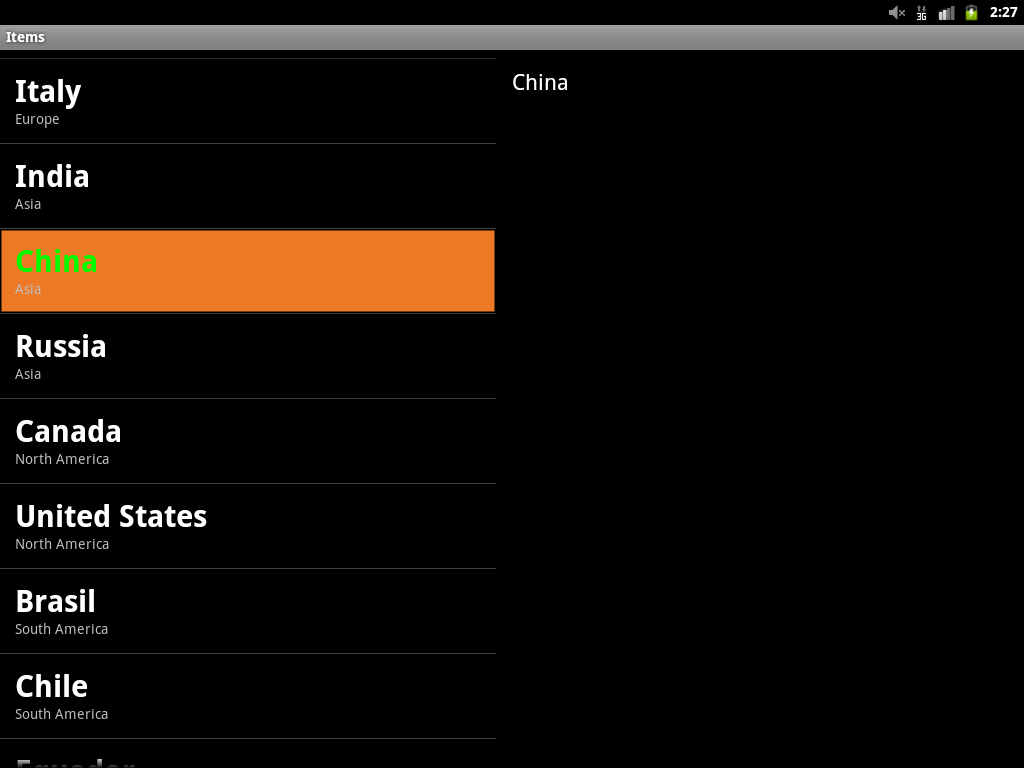 3G 2:27
Items
Italy
Europe
India
Asia
China
Asia
Russia
Asia
Canada
North America
United States
North America
Brasil
South America
Chile
South America
China